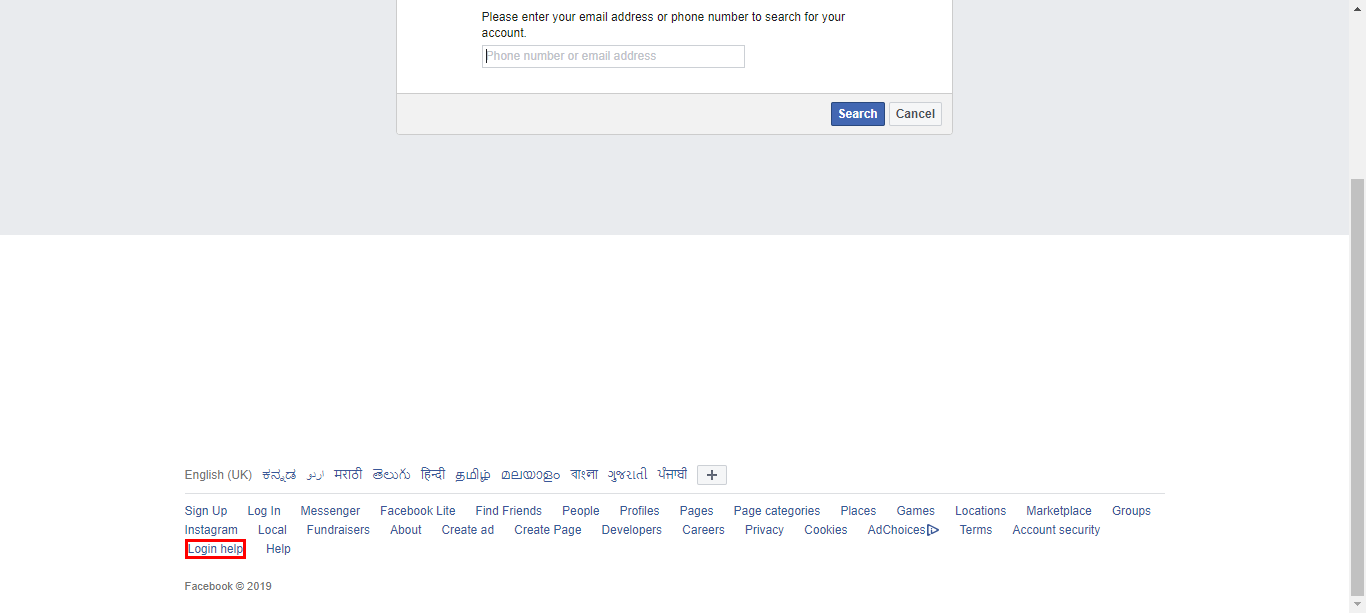 Please enter your email address or phone number to search for your
account.
Phone number or email address
Search Cancel
English (UK) ಕನ್ನಡ اردو मराठी తెలుగు हिन्दी தமிழ் മലയാളം বাংলা ગુજરાતી ਪੰਜਾਬੀ +
Sign Up Log In Messenger Facebook Lite Find Friends People Profiles Pages Page categories Places Games Locations Marketplace Groups
Instagram Local Fundraisers About Create ad Create Page Developers Careers Privacy Cookies AdChoices Terms Account security
Login help Help
Facebook © 2019